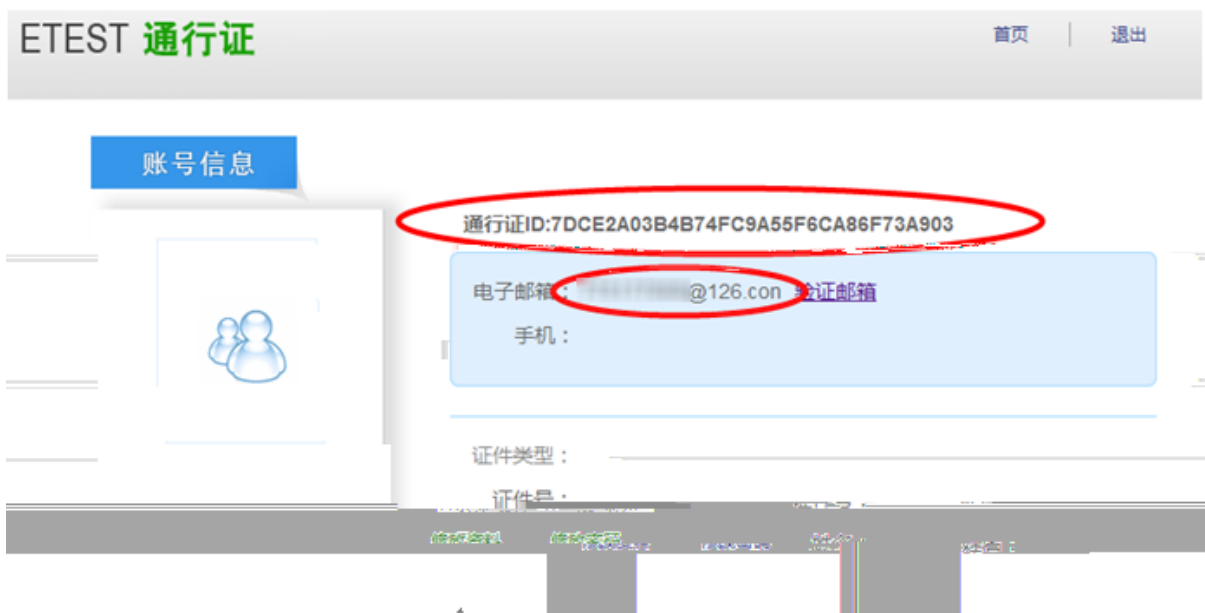 ETEST 通行证
首页 | 退出
账号信息
通行证ID:7DCE2A03B4B74FC9A55F6CA86F73A903
电子邮箱： @126.con 验证邮箱
手机：
证件类型：
证件号：